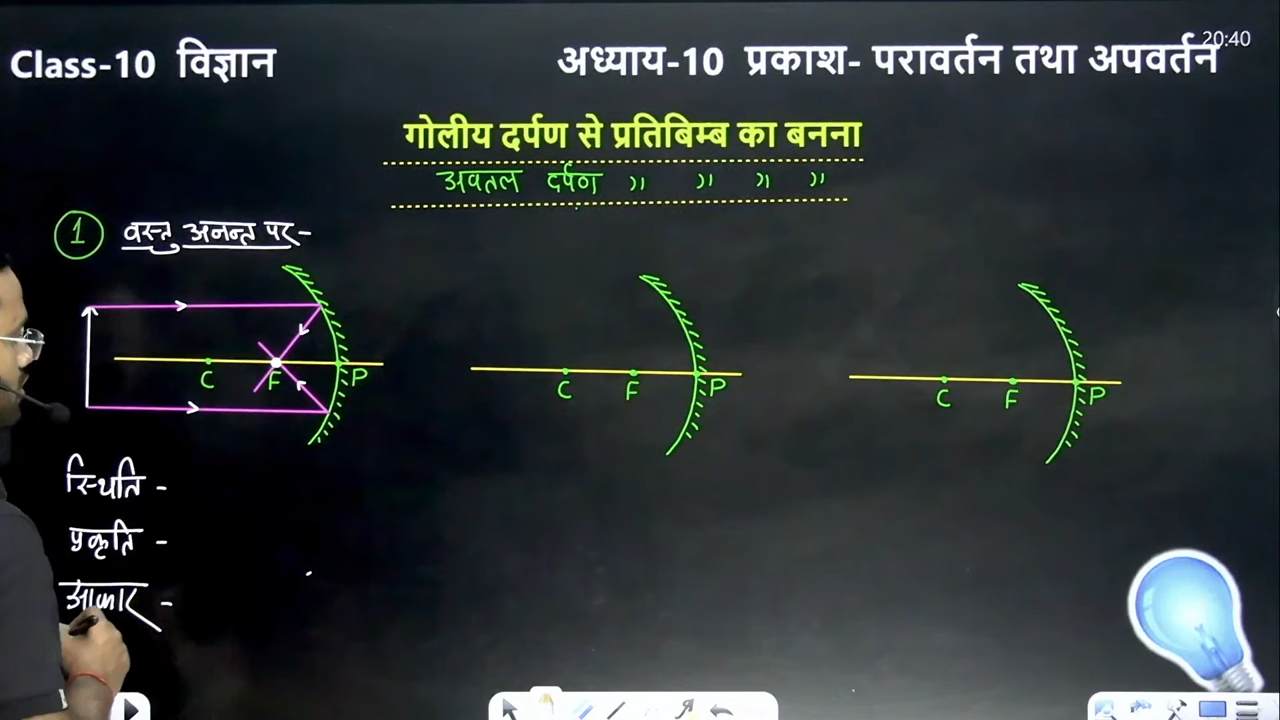 20:40
Class-10 विज्ञान
अध्याय-10 प्रकाश- परावर्तन तथा अपवर्तन
गोलीय दर्पण से प्रतिबिम्ब का बनना
अवतल दर्पण " " " "
1 वस्तु अनन्त पर-
C F P
C F P
C F P
स्थिति -
प्रकृति -
आकार -